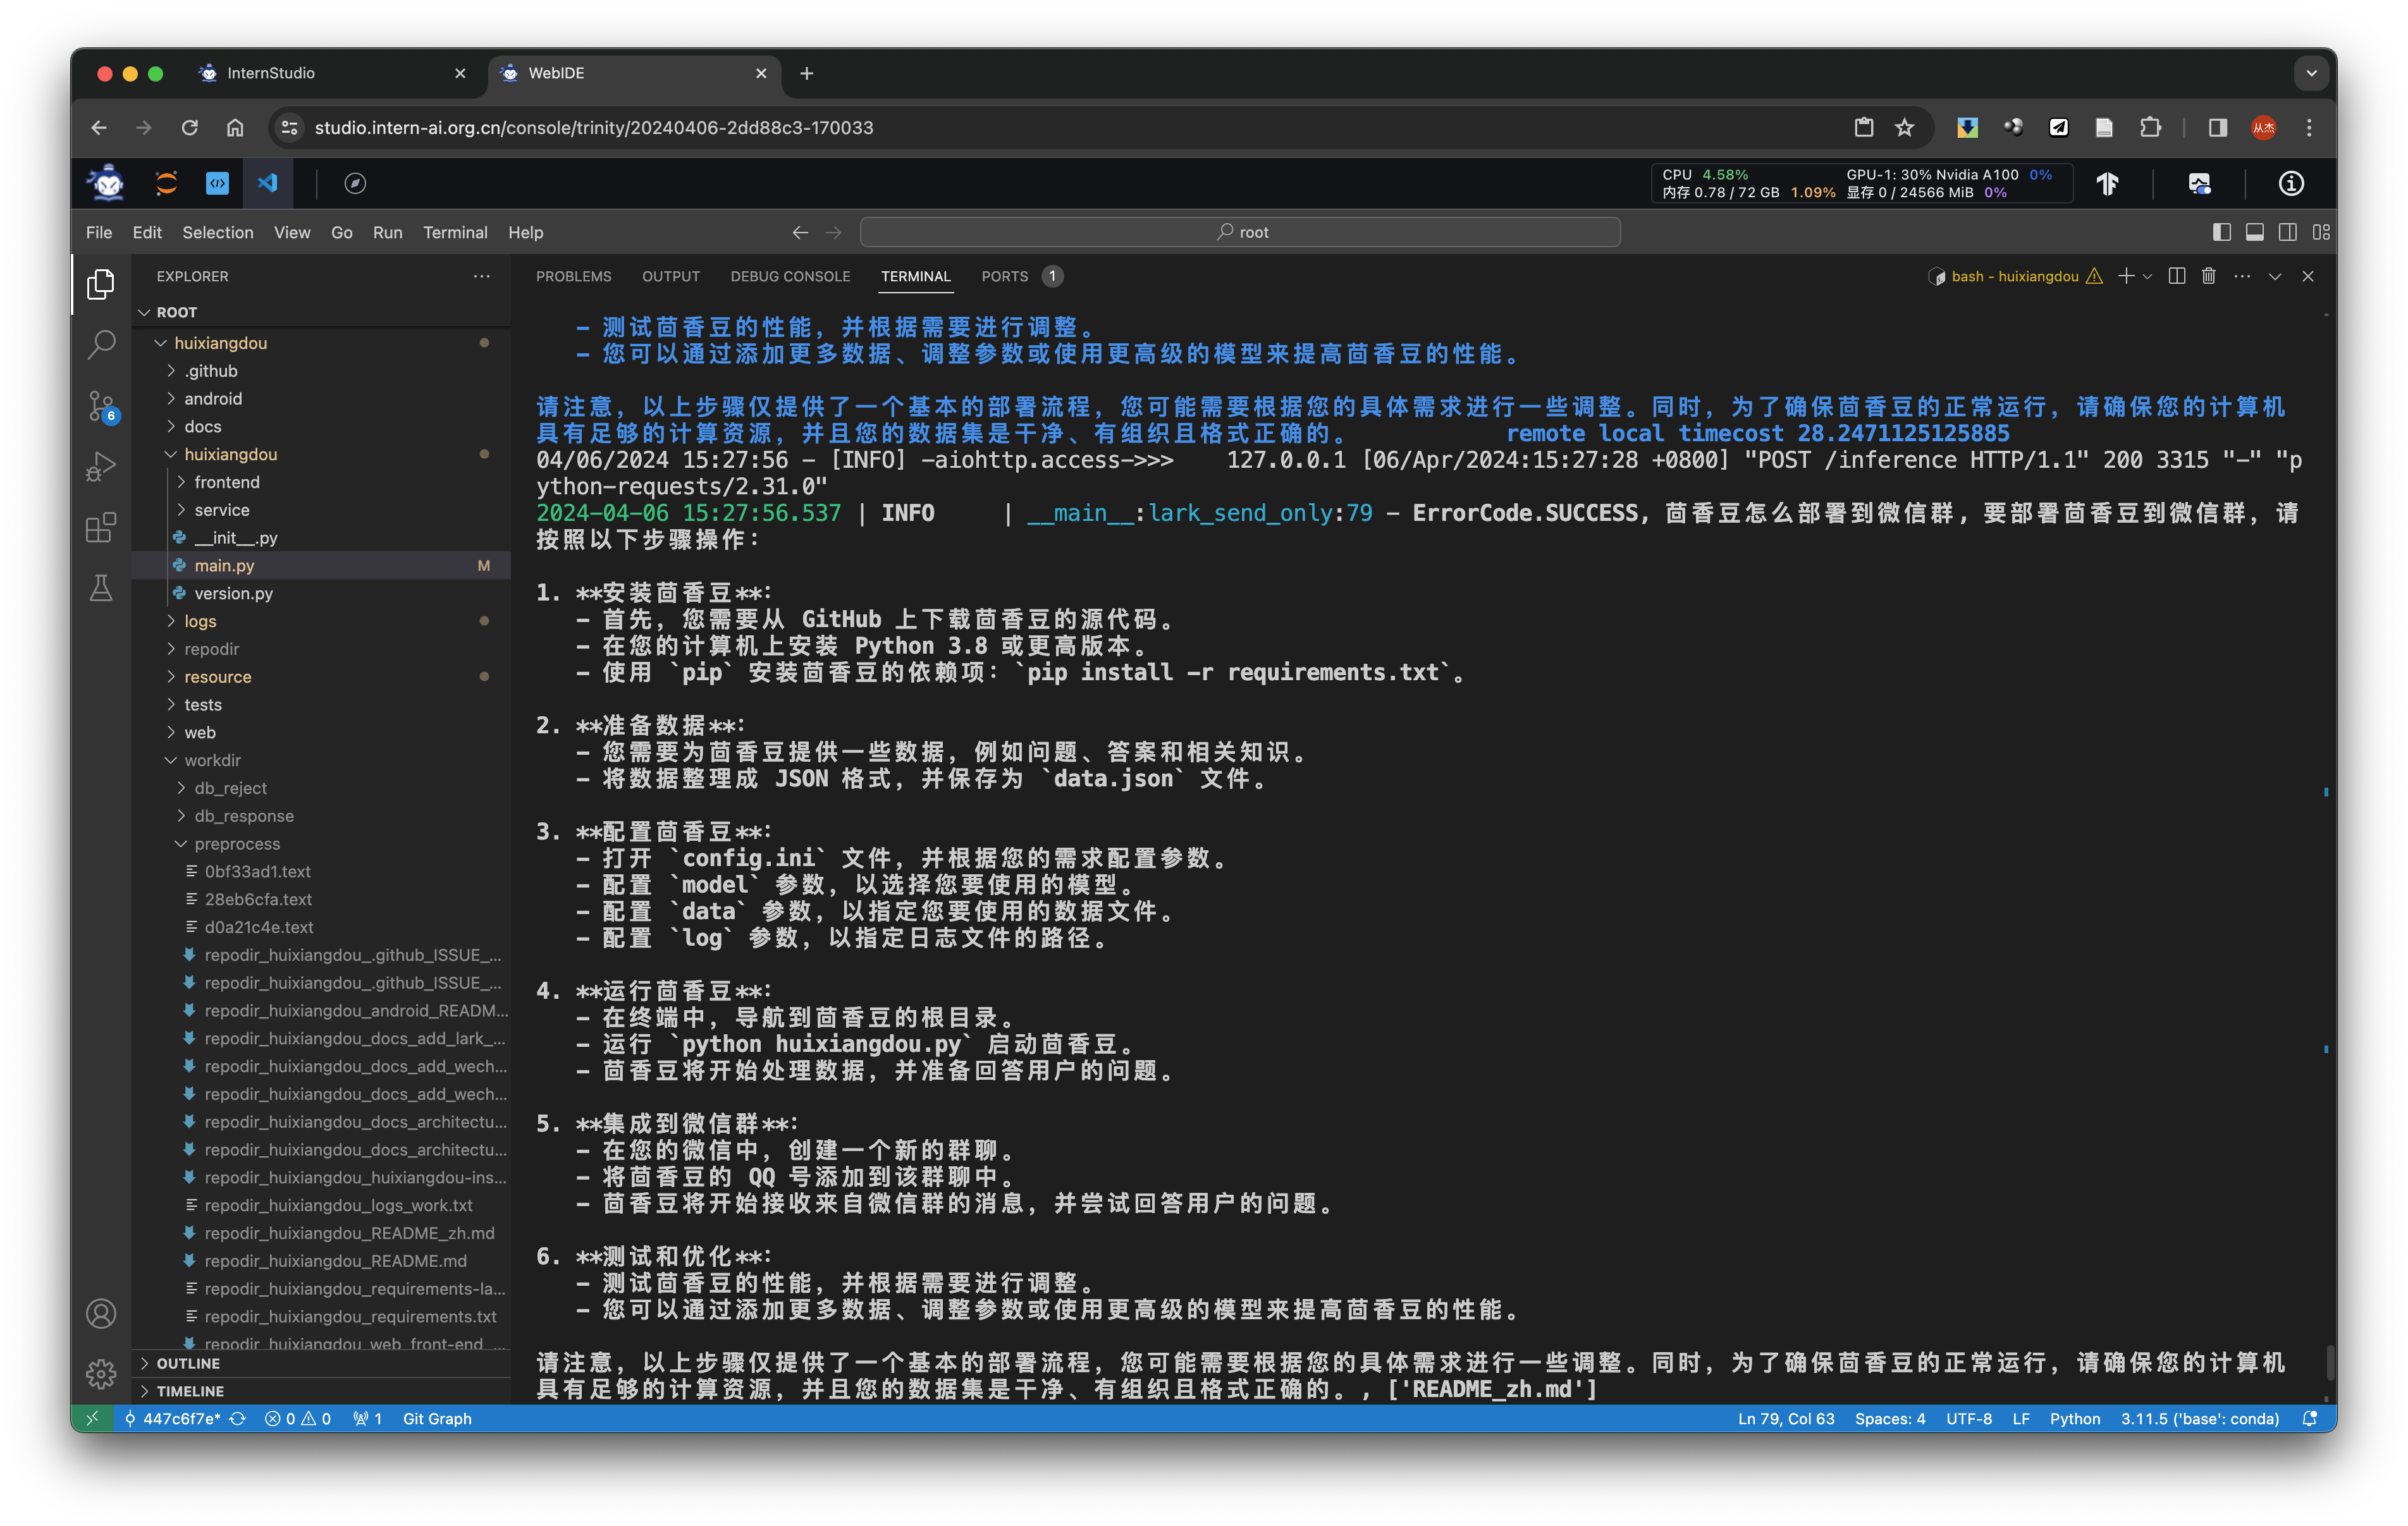 InternStudio
WebIDE
studio.intern-ai.org.cn/console/trinity/20240406-2dd88c3-170033
从杰
CPU 4.58% GPU-1: 30% Nvidia A100 0%
内存 0.78 / 72 GB 1.09% 显存 0 / 24566 MiB 0%
File Edit Selection View Go Run Terminal Help
root
EXPLORER
PROBLEMS OUTPUT DEBUG CONSOLE TERMINAL PORTS 1
bash - huixiangdou
ROOT
huixiangdou
.github
android
docs
huixiangdou
frontend
service
__init__.py
main.py M
version.py
logs
repodir
resource
tests
web
workdir
db_reject
db_response
preprocess
0bf33ad1.text
28eb6cfa.text
d0a21c4e.text
repodir_huixiangdou_.github_ISSUE_...
repodir_huixiangdou_.github_ISSUE_...
repodir_huixiangdou_android_READM...
repodir_huixiangdou_docs_add_lark_...
repodir_huixiangdou_docs_add_wech...
repodir_huixiangdou_docs_add_wech...
repodir_huixiangdou_docs_architectu...
repodir_huixiangdou_docs_architectu...
repodir_huixiangdou_huixiangdou-ins...
repodir_huixiangdou_logs_work.txt
repodir_huixiangdou_README_zh.md
repodir_huixiangdou_README.md
repodir_huixiangdou_requirements-la...
repodir_huixiangdou_requirements.txt
repodir_huixiangdou_web_front-end_...
OUTLINE
TIMELINE
6
- 测试茴香豆的性能，并根据需要进行调整。
- 您可以通过添加更多数据、调整参数或使用更高级的模型来提高茴香豆的性能。
请注意，以上步骤仅提供了一个基本的部署流程，您可能需要根据您的具体需求进行一些调整。同时，为了确保茴香豆的正常运行，请确保您的计算机
具有足够的计算资源，并且您的数据集是干净、有组织且格式正确的。 remote local timecost 28.2471125125885
04/06/2024 15:27:56 - [INFO] -aiohttp.access->>> 127.0.0.1 [06/Apr/2024:15:27:28 +0800] "POST /inference HTTP/1.1" 200 3315 "-" "p
ython-requests/2.31.0"
2024-04-06 15:27:56.537 | INFO | __main__:lark_send_only:79 - ErrorCode.SUCCESS, 茴香豆怎么部署到微信群, 要部署茴香豆到微信群，请
按照以下步骤操作：
1. **安装茴香豆**：
- 首先，您需要从 GitHub 上下载茴香豆的源代码。
- 在您的计算机上安装 Python 3.8 或更高版本。
- 使用 `pip` 安装茴香豆的依赖项：`pip install -r requirements.txt`。
2. **准备数据**：
- 您需要为茴香豆提供一些数据，例如问题、答案和相关知识。
- 将数据整理成 JSON 格式，并保存为 `data.json` 文件。
3. **配置茴香豆**：
- 打开 `config.ini` 文件，并根据您的需求配置参数。
- 配置 `model` 参数，以选择您要使用的模型。
- 配置 `data` 参数，以指定您要使用的数据文件。
- 配置 `log` 参数，以指定日志文件的路径。
4. **运行茴香豆**：
- 在终端中，导航到茴香豆的根目录。
- 运行 `python huixiangdou.py` 启动茴香豆。
- 茴香豆将开始处理数据，并准备回答用户的问题。
5. **集成到微信群**：
- 在您的微信中，创建一个新的群聊。
- 将茴香豆的 QQ 号添加到该群聊中。
- 茴香豆将开始接收来自微信群的消息，并尝试回答用户的问题。
6. **测试和优化**：
- 测试茴香豆的性能，并根据需要进行调整。
- 您可以通过添加更多数据、调整参数或使用更高级的模型来提高茴香豆的性能。
请注意，以上步骤仅提供了一个基本的部署流程，您可能需要根据您的具体需求进行一些调整。同时，为了确保茴香豆的正常运行，请确保您的计算机
具有足够的计算资源，并且您的数据集是干净、有组织且格式正确的。, ['README_zh.md']
447c6f7e* 0 0 1 Git Graph
Ln 79, Col 63 Spaces: 4 UTF-8 LF Python 3.11.5 ('base': conda)